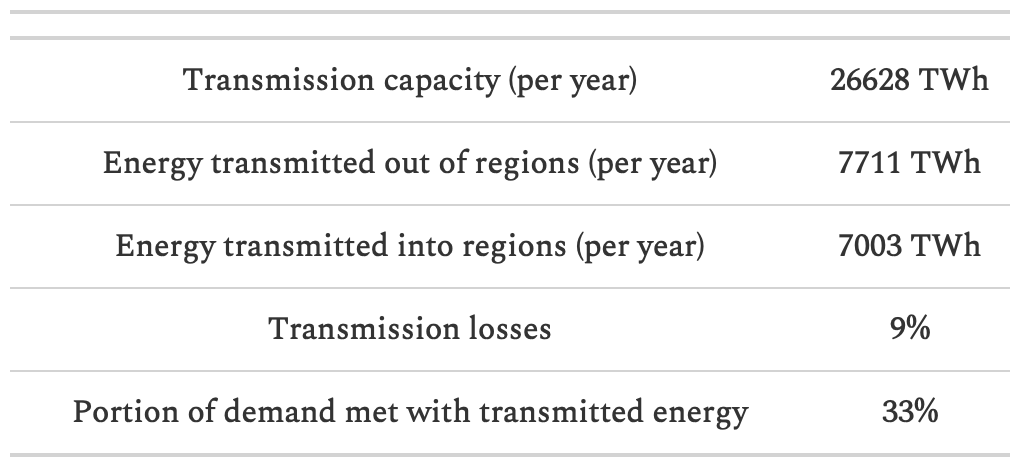 Transmission capacity (per year) 26628 TWh
Energy transmitted out of regions (per year) 7711 TWh
Energy transmitted into regions (per year) 7003 TWh
Transmission losses 9%
Portion of demand met with transmitted energy 33%